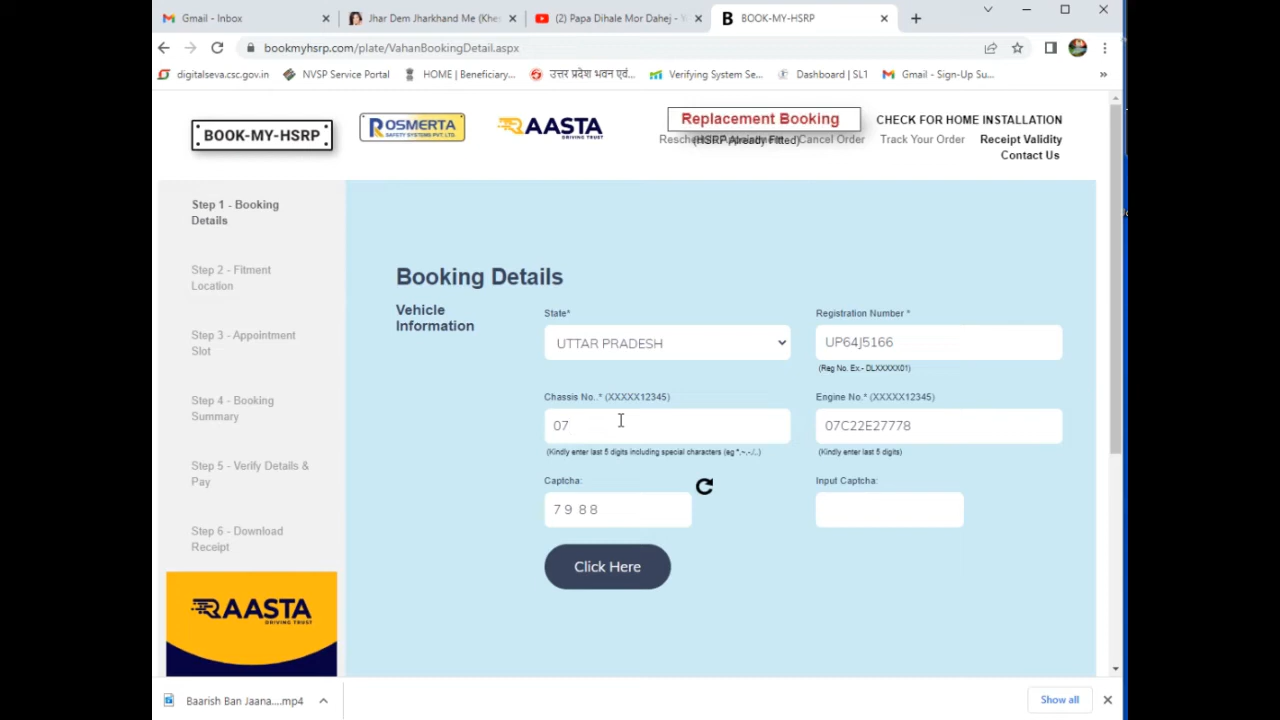 Gmail - Inbox
Jhar Dem Jharkhand Me (Khes
(2) Papa Dihale Mor Dahej - Y
BOOK-MY-HSRP
bookmyhsrp.com/plate/VahanBookingDetail.aspx
digitalseva.csc.gov.in
NVSP Service Portal
HOME | Beneficiary...
उत्तर प्रदेश भवन एवं...
Verifying System Se...
Dashboard | SL1
Gmail - Sign-Up Su...
BOOK-MY-HSRP
ROSMERTA
SAFETY SYSTEMS PVT. LTD.
RAASTA
DRIVING TRUST
Replacement Booking
(HSRP Already Fitted)
CHECK FOR HOME INSTALLATION
Cancel Order
Track Your Order
Receipt Validity
Contact Us
Step 1 - Booking
Details
Step 2 - Fitment
Location
Step 3 - Appointment
Slot
Step 4 - Booking
Summary
Step 5 - Verify Details &
Pay
Step 6 - Download
Receipt
RAASTA
DRIVING TRUST
Booking Details
Vehicle
Information
State*
UTTAR PRADESH
Registration Number *
UP64J5166
(Reg No. Ex.- DLXXXXX01)
Chassis No..* (XXXXX12345)
07
(Kindly enter last 5 digits including special characters (eg *,~,-/..)
Engine No.* (XXXXX12345)
07C22E27778
(Kindly enter last 5 digits)
Captcha:
7 9 8 8
Input Captcha:
Click Here
Baarish Ban Jaana....mp4
Show all